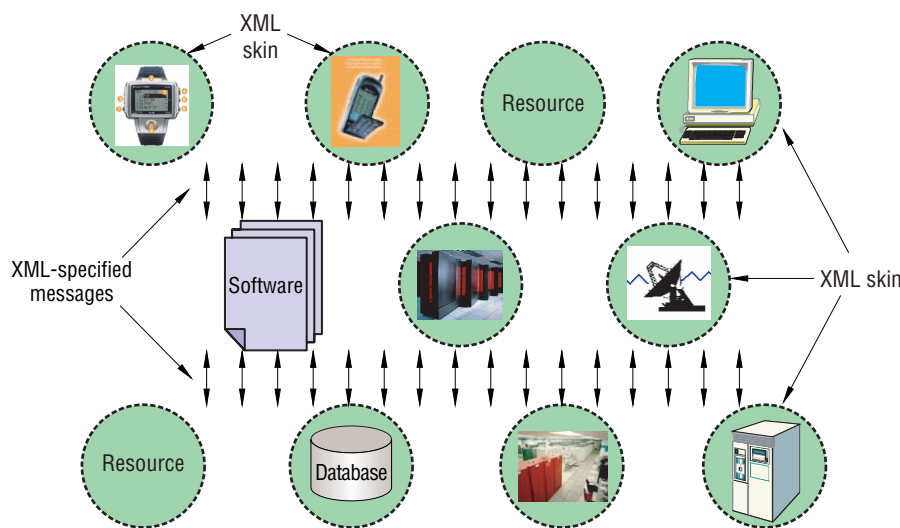 XML
skin
Resource
XML-specified
messages
Software
XML skin
Resource
Database